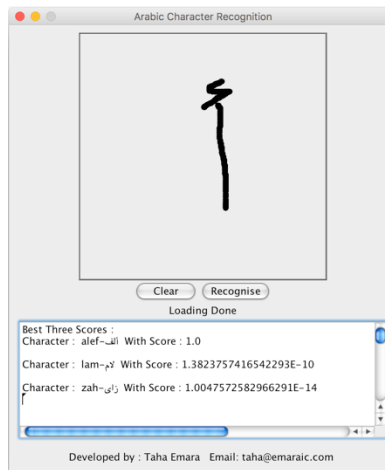 Arabic Character Recognition
أ
Clear
Recognise
Loading Done
Best Three Scores :
Character : alef-ألف With Score : 1.0
Character : lam-لام With Score : 1.3823757416542293E-10
Character : zah-زاى With Score : 1.0047572582966291E-14
Developed by : Taha Emara Email: taha@emaraic.com